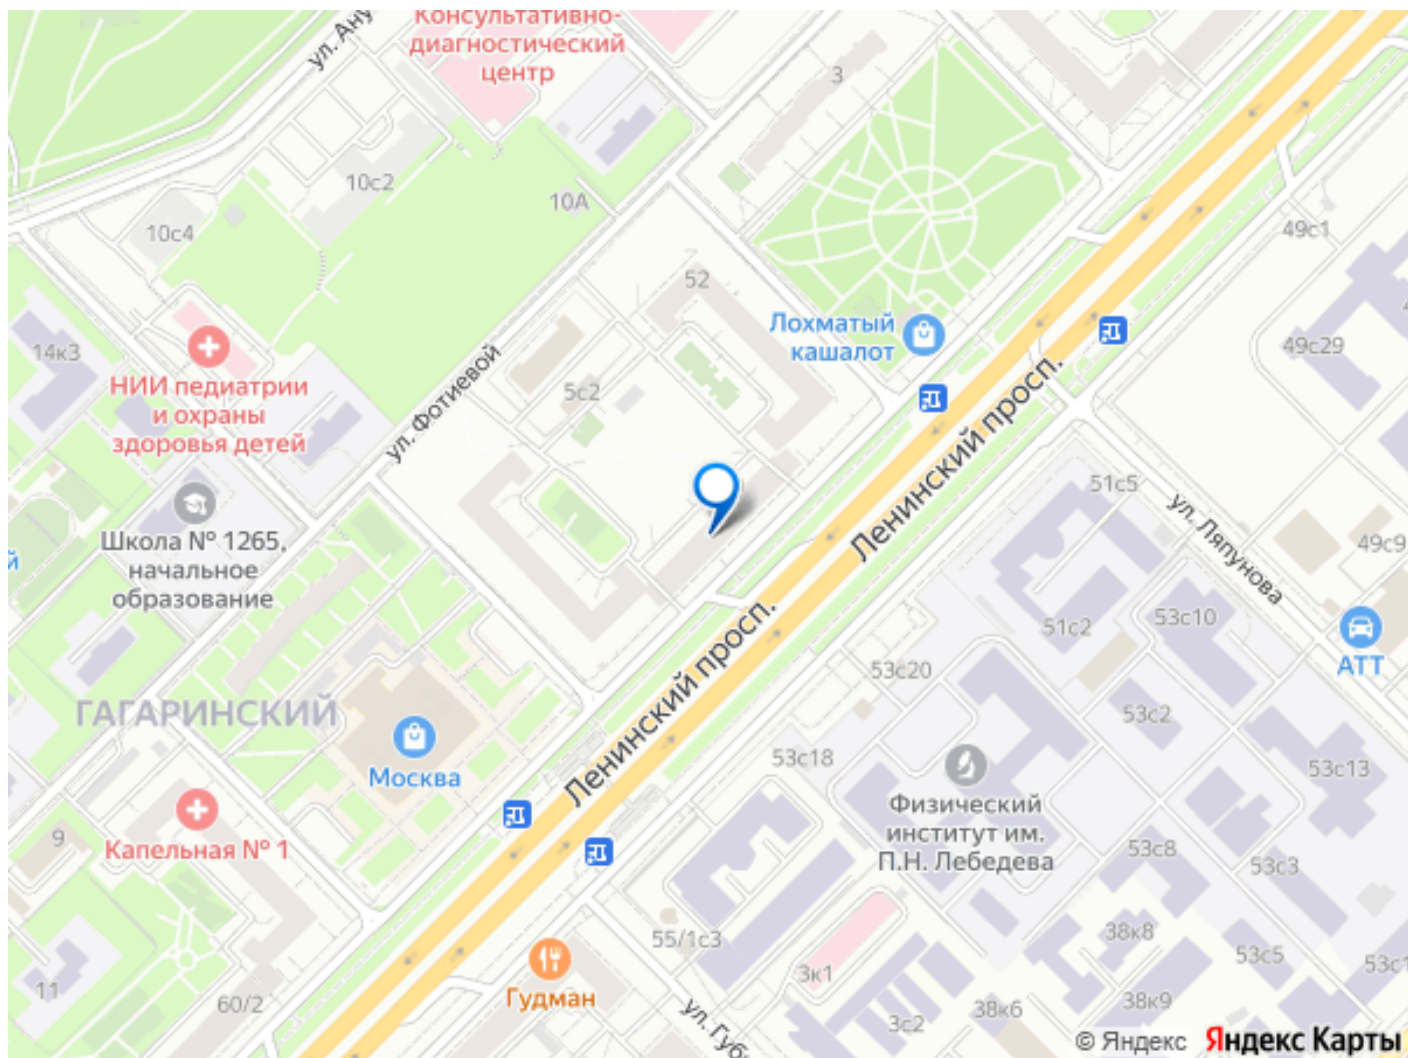 Консультативно-
диагностический
центр
ул. Ану
3
10с2
10А
10с4
49с1
52
Лохматый
кашалот
14к3
49с29
НИИ педиатрии
и охраны
здоровья детей
5с2
ул. Фотиевой
Ленинский просп.
51с5
ул. Ляпунова
Школа № 1265,
начальное
образование
й
49с9
51с2
53с10
АТТ
Ленинский просп.
53с20
ГАГАРИНСКИЙ
53с2
Москва
53с18
53с13
Физический
институт им.
П.Н. Лебедева
9
Капельная № 1
53с8
53с3
55/1с3
38к8
53с5
53с1
3к1
11
60/2
Гудман
ул. Губ
3с2
38к6
38к9
© Яндекс Яндекс Карты